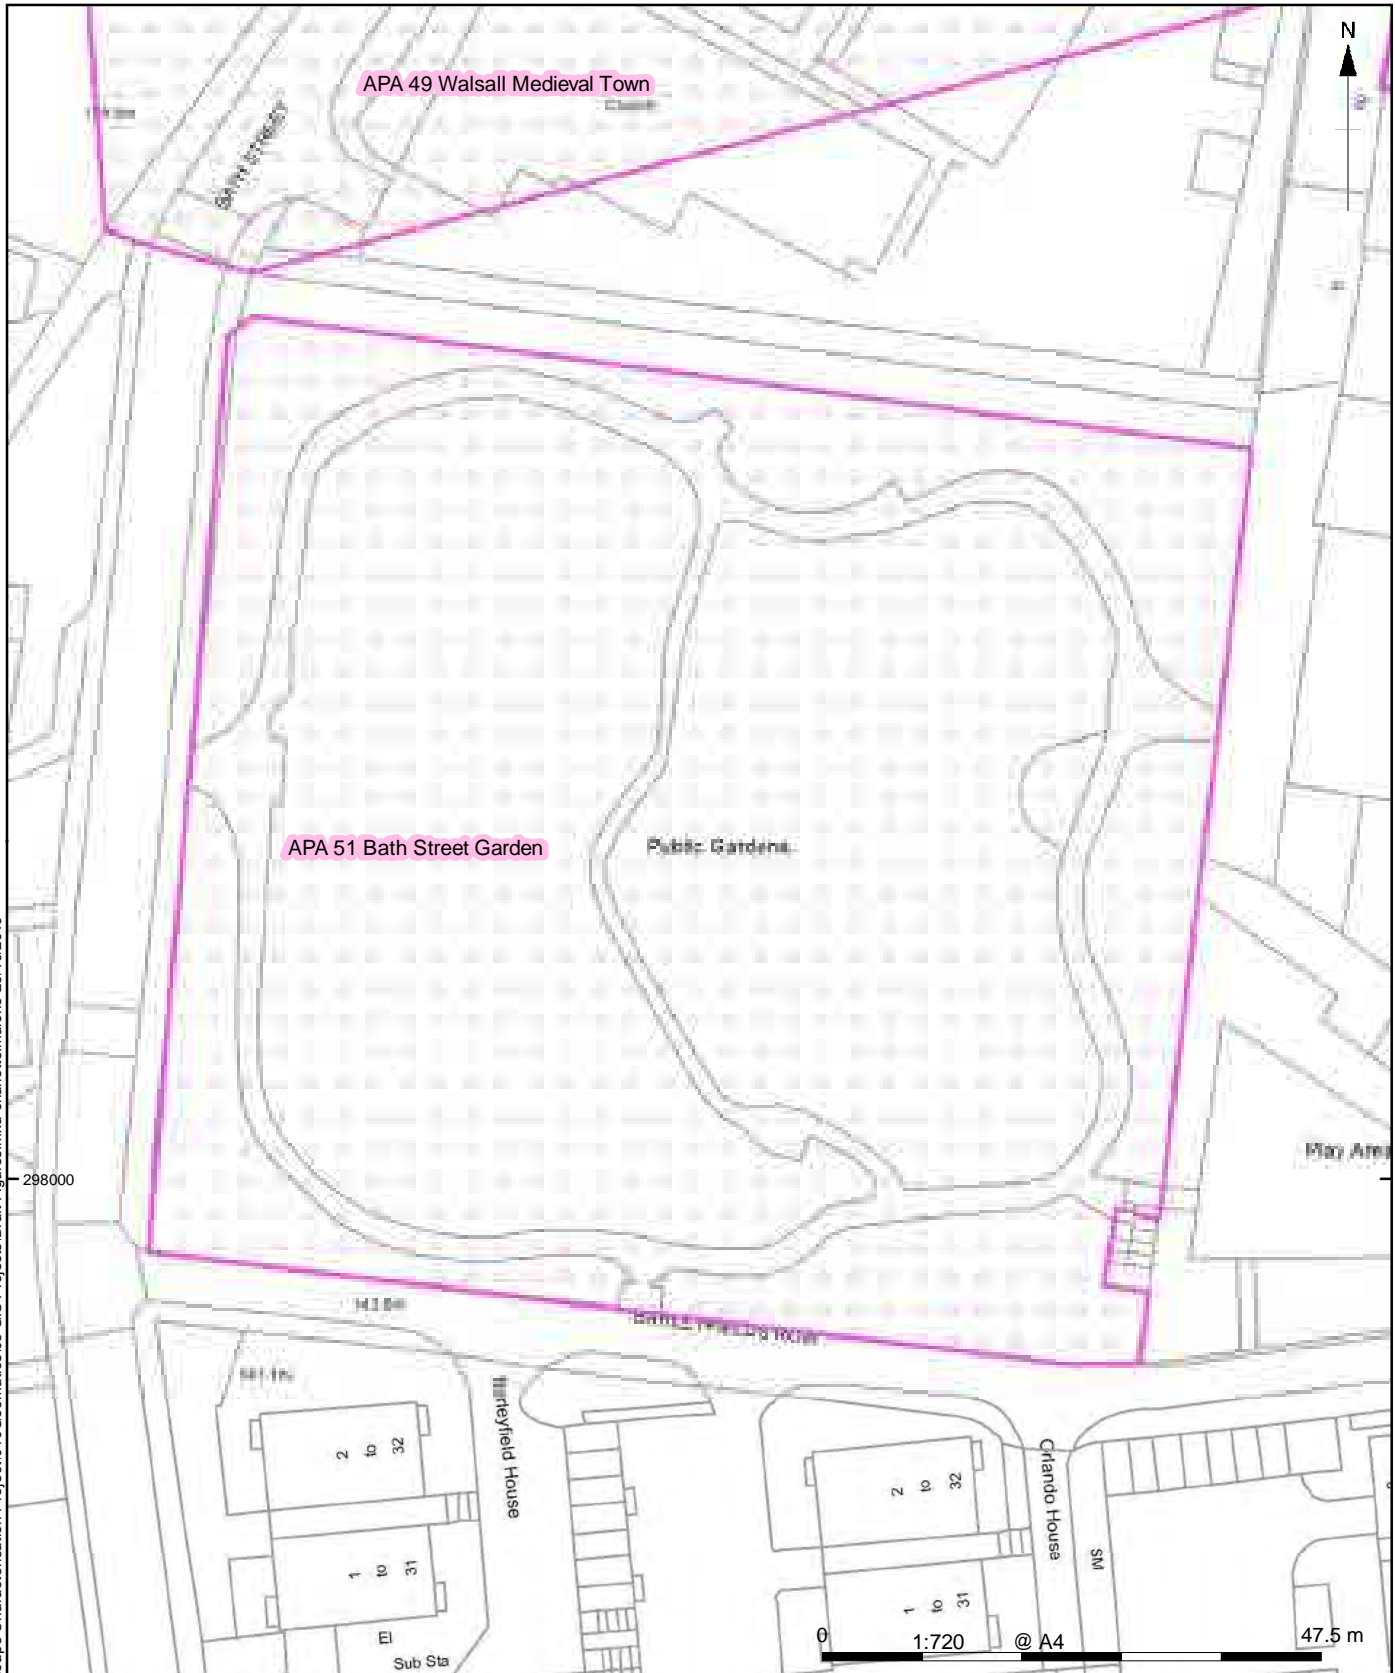 N
APA 49 Walsall Medieval Town
BATH STREET
APA 51 Bath Street Garden
Public Gardens
Play Area
298000
Orlando House
2
to
32
2
to
32
1
to
31
1
to
31
SM
El
Sub Sta
0
1:720
@ A4
47.5 m